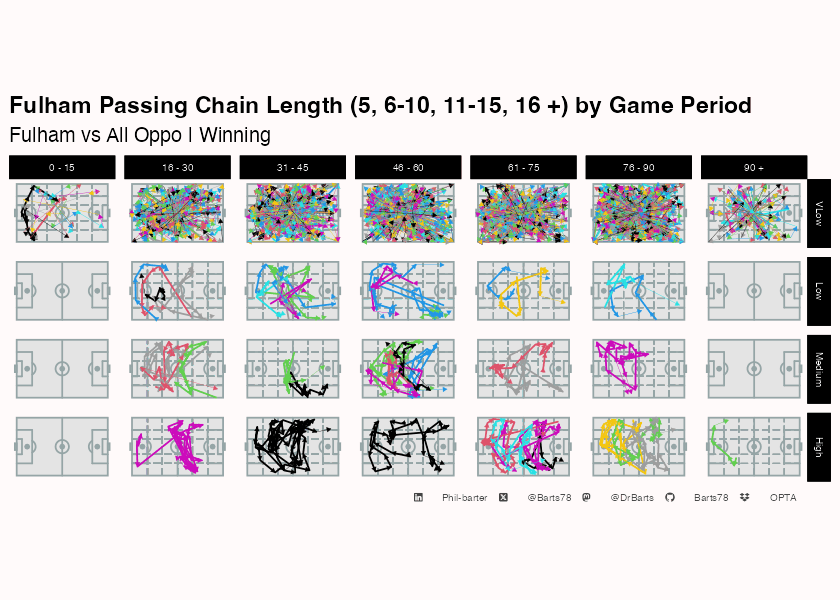 Fulham Passing Chain Length (5, 6-10, 11-15, 16 +) by Game Period
Fulham vs All Oppo | Winning
0 - 15 16 - 30 31 - 45 46 - 60 61 - 75 76 - 90 90 +
VLow
Low
Medium
High
Phil-barter @Barts78 @DrBarts Barts78 OPTA